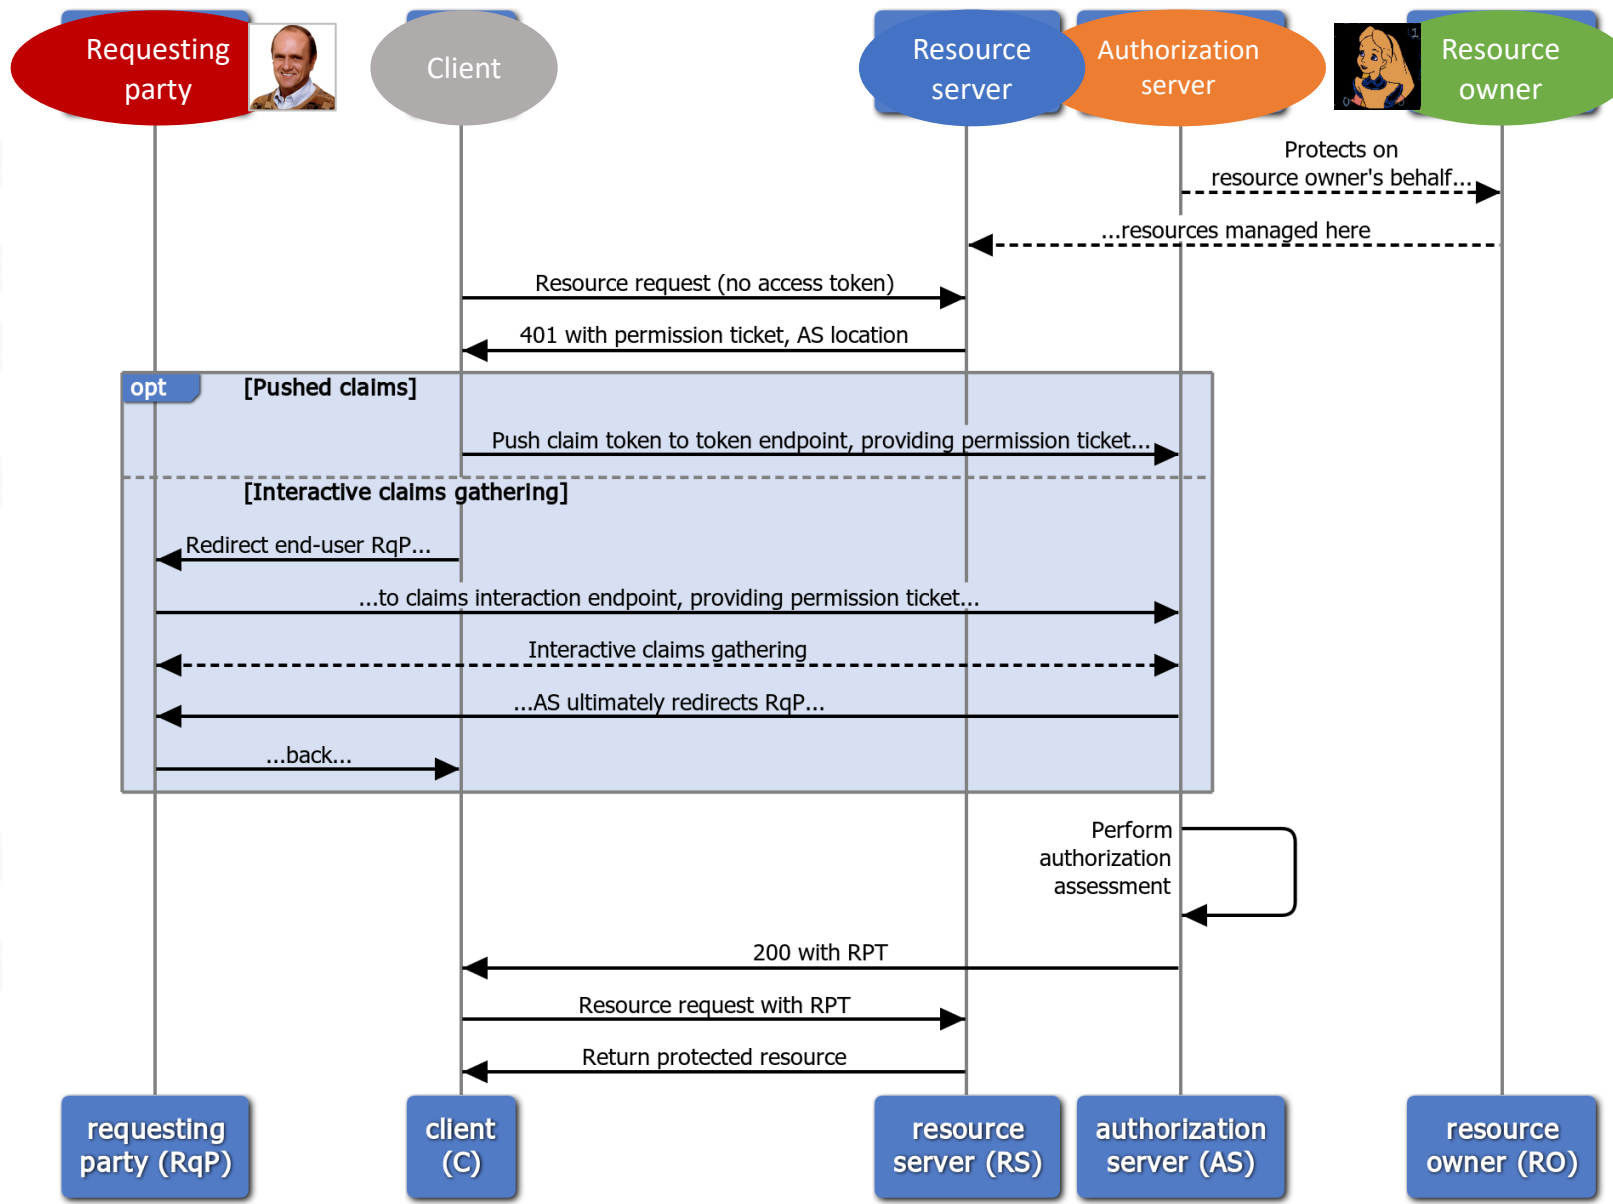 Requesting
party
Client
Resource
server
Authorization
server
Resource
owner
Protects on
resource owner's behalf...
...resources managed here
Resource request (no access token)
401 with permission ticket, AS location
opt
[Pushed claims]
Push claim token to token endpoint, providing permission ticket...
[Interactive claims gathering]
Redirect end-user RqP...
...to claims interaction endpoint, providing permission ticket...
Interactive claims gathering
...AS ultimately redirects RqP...
...back...
Perform
authorization
assessment
200 with RPT
Resource request with RPT
Return protected resource
requesting
party (RqP)
client
(C)
resource
server (RS)
authorization
server (AS)
resource
owner (RO)